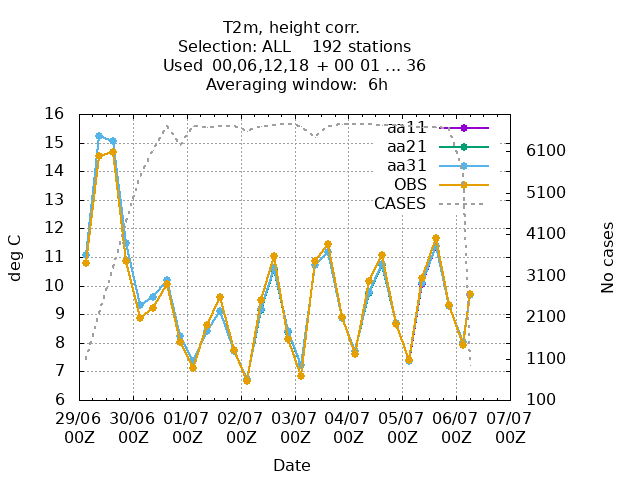 T2m, height corr.
Selection: ALL 192 stations
Used 00,06,12,18 + 00 01 ... 36
Averaging window: 6h
16
15
14
13
12
11
10
9
8
7
6
deg C
aa11
aa21
aa31
OBS
CASES
6100
5100
4100
3100
2100
1100
100
No cases
29/06 30/06 01/07 02/07 03/07 04/07 05/07 06/07 07/07
00Z 00Z 00Z 00Z 00Z 00Z 00Z 00Z 00Z
Date